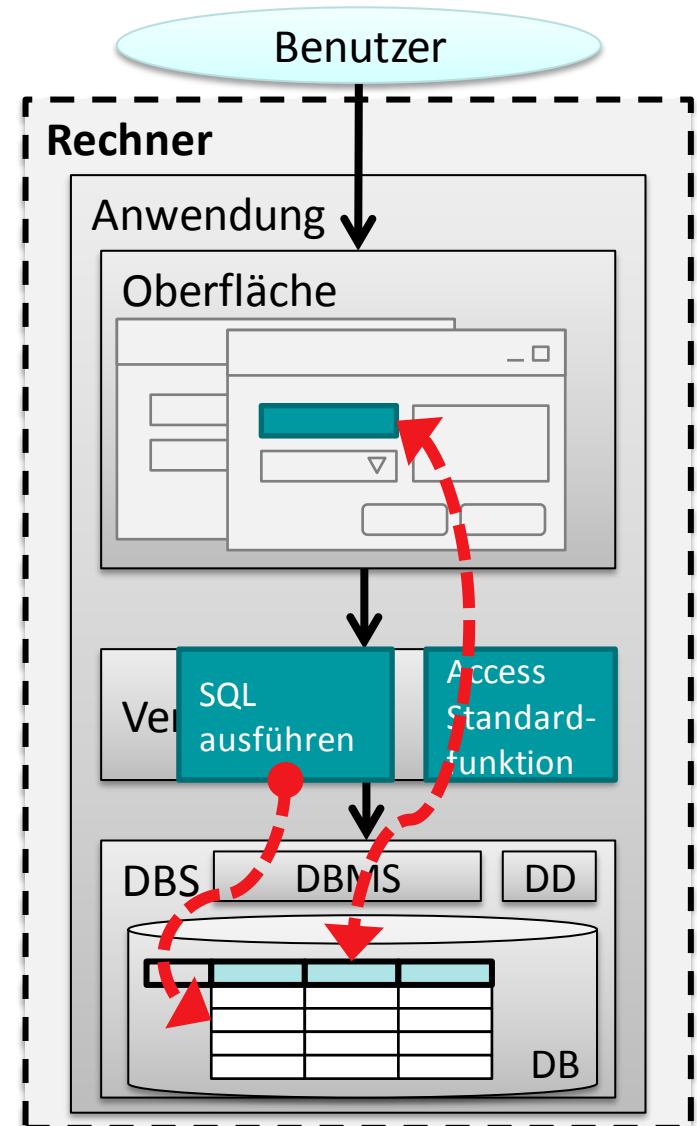 Benutzer
Rechner
Anwendung
Oberfläche
SQL
ausführen
Access
Standard-
funktion
DBS
DBMS
DD
DB